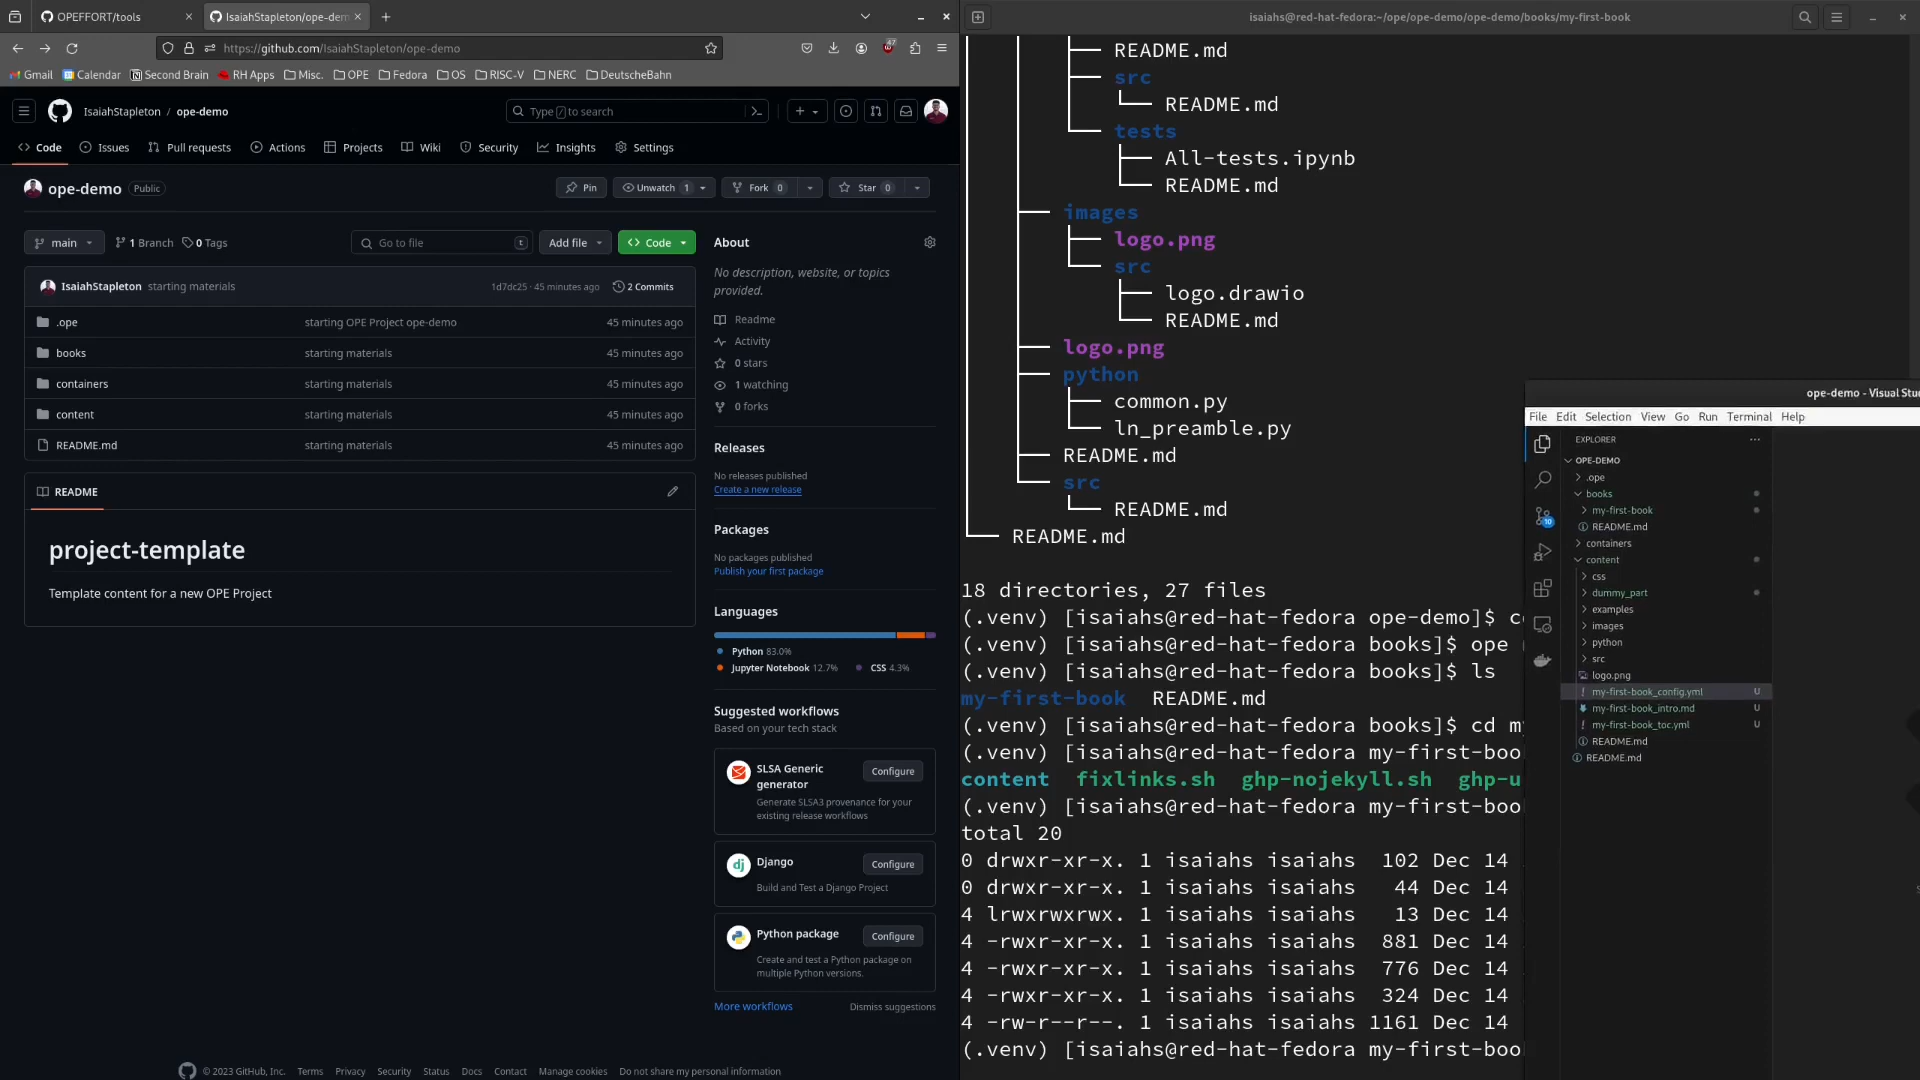 OPEFFORT/tools
IsaiahStapleton/ope-dem
https://github.com/IsaiahStapleton/ope-demo
47
Gmail
Calendar
Second Brain
RH Apps
Misc.
OPE
Fedora
OS
RISC-V
NERC
DeutscheBahn
IsaiahStapleton / ope-demo
Type / to search
Code
Issues
Pull requests
Actions
Projects
Wiki
Security
Insights
Settings
ope-demo
Public
Pin
Unwatch 1
Fork 0
Star 0
main
1 Branch
0 Tags
Go to file
t
Add file
Code
IsaiahStapleton starting materials
1d7dc25 · 45 minutes ago
2 Commits
.ope starting OPE Project ope-demo 45 minutes ago
books starting materials 45 minutes ago
containers starting materials 45 minutes ago
content starting materials 45 minutes ago
README.md starting materials 45 minutes ago
README
project-template
Template content for a new OPE Project
About
No description, website, or topics
provided.
Readme
Activity
0 stars
1 watching
0 forks
Releases
No releases published
Create a new release
Packages
No packages published
Publish your first package
Languages
Python 83.0%
Jupyter Notebook 12.7%
CSS 4.3%
Suggested workflows
Based on your tech stack
SLSA Generic
generator
Configure
Generate SLSA3 provenance for your
existing release workflows
dj
Django
Configure
Build and Test a Django Project
Python package
Configure
Create and test a Python package on
multiple Python versions.
More workflows
Dismiss suggestions
© 2023 GitHub, Inc.
Terms
Privacy
Security
Status
Docs
Contact
Manage cookies
Do not share my personal information
isaiahs@red-hat-fedora:~/ope/ope-demo/ope-demo/books/my-first-book
README.md
src
README.md
tests
All-tests.ipynb
README.md
images
logo.png
src
logo.drawio
README.md
logo.png
python
common.py
ln_preamble.py
README.md
src
README.md
README.md
18 directories, 27 files
(.venv) [isaiahs@red-hat-fedora ope-demo]$ c
(.venv) [isaiahs@red-hat-fedora books]$ ope
(.venv) [isaiahs@red-hat-fedora books]$ ls
my-first-book README.md
(.venv) [isaiahs@red-hat-fedora books]$ cd m
(.venv) [isaiahs@red-hat-fedora my-first-boo
content fixlinks.sh ghp-nojekyll.sh ghp-u
(.venv) [isaiahs@red-hat-fedora my-first-boo
total 20
0 drwxr-xr-x. 1 isaiahs isaiahs 102 Dec 14
0 drwxr-xr-x. 1 isaiahs isaiahs 44 Dec 14
4 lrwxrwxrwx. 1 isaiahs isaiahs 13 Dec 14
4 -rwxr-xr-x. 1 isaiahs isaiahs 881 Dec 14
4 -rwxr-xr-x. 1 isaiahs isaiahs 776 Dec 14
4 -rwxr-xr-x. 1 isaiahs isaiahs 324 Dec 14
4 -rw-r--r--. 1 isaiahs isaiahs 1161 Dec 14
(.venv) [isaiahs@red-hat-fedora my-first-boo
ope-demo - Visual Stu
File Edit Selection View Go Run Terminal Help
EXPLORER
OPE-DEMO
.ope
books
my-first-book
README.md
containers
content
css
dummy_part
examples
images
python
src
logo.png
my-first-book_config.yml U
my-first-book_intro.md U
my-first-book_toc.yml U
README.md
README.md
10